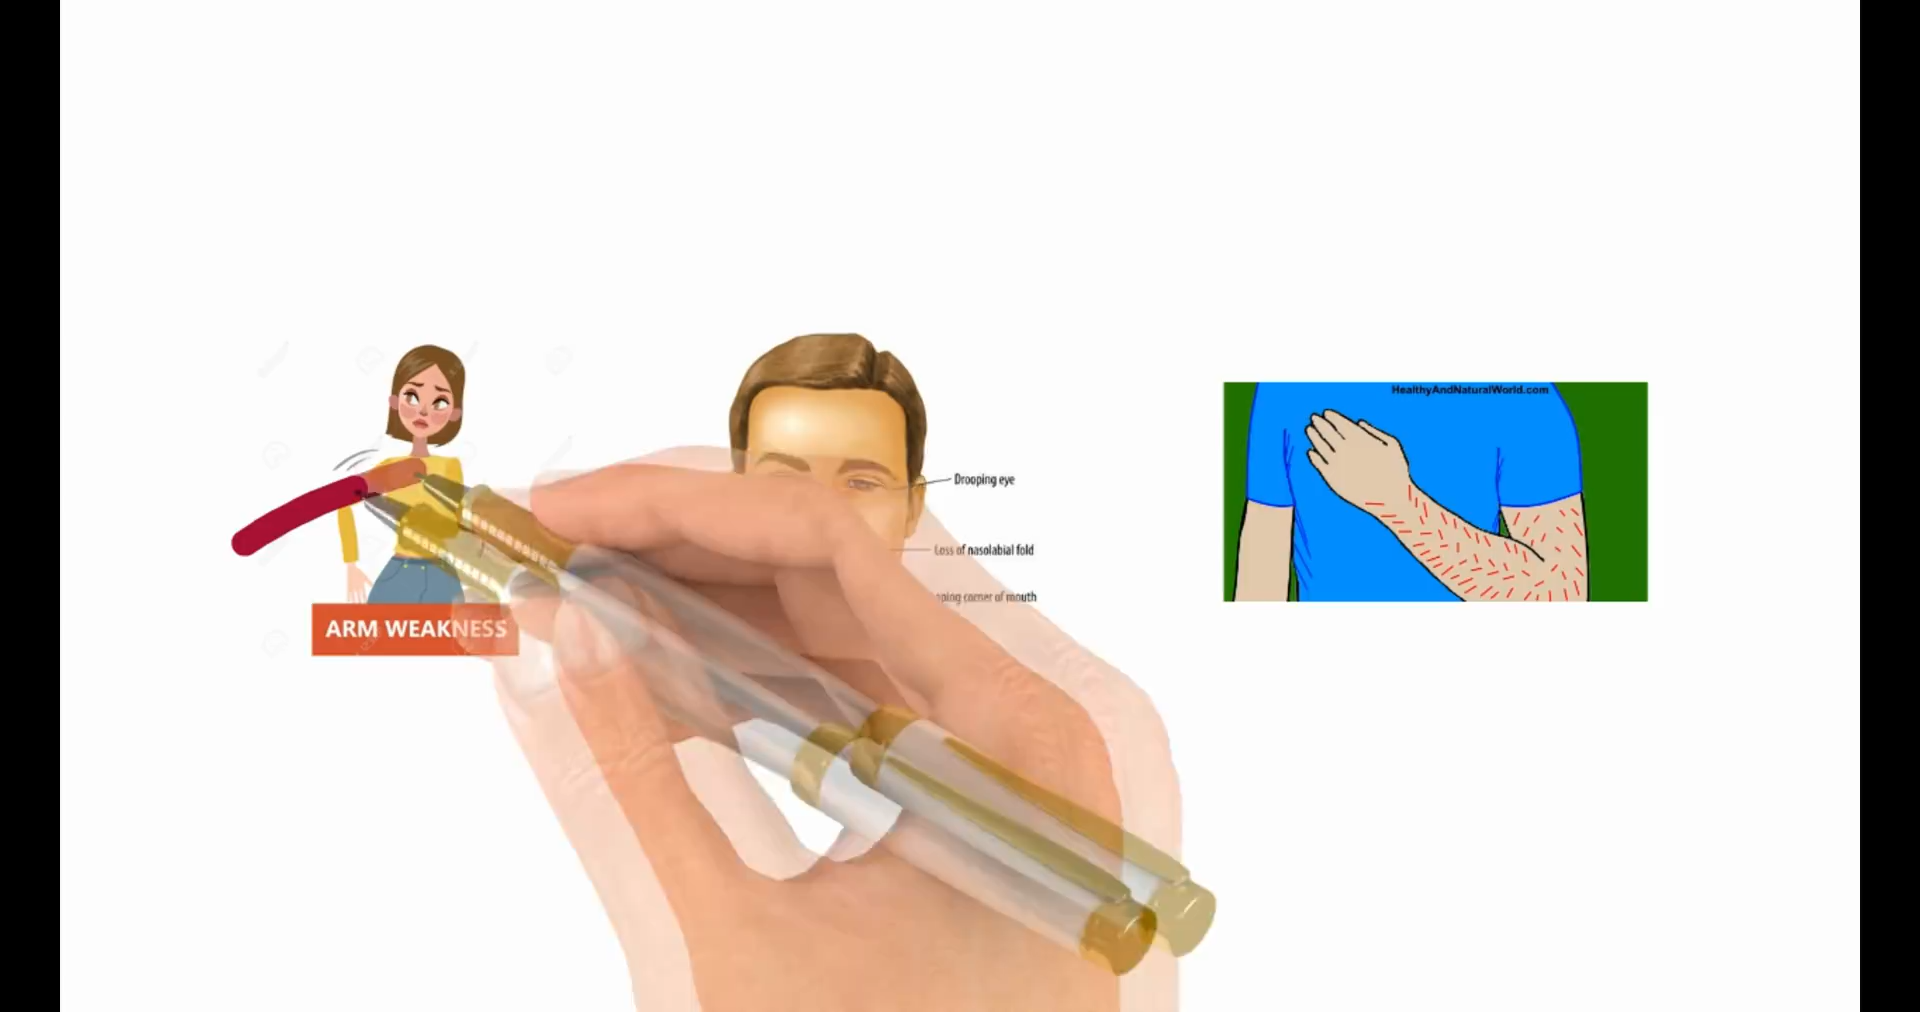 HealthyAndNaturalWorld.com
Drooping eye
Loss of nasolabial fold
corner of mouth
ARM WEAKNESS